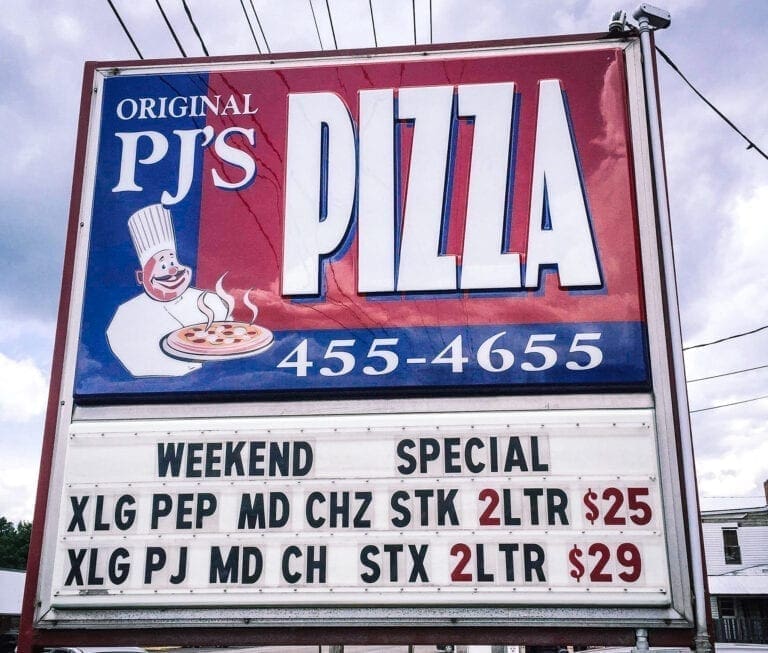 ORIGINAL
PJ'S
PIZZA
455-4655
WEEKEND SPECIAL
XLG PEP MD CHZ STK 2LTR $25
XLG PJ MD CH STX 2LTR $29